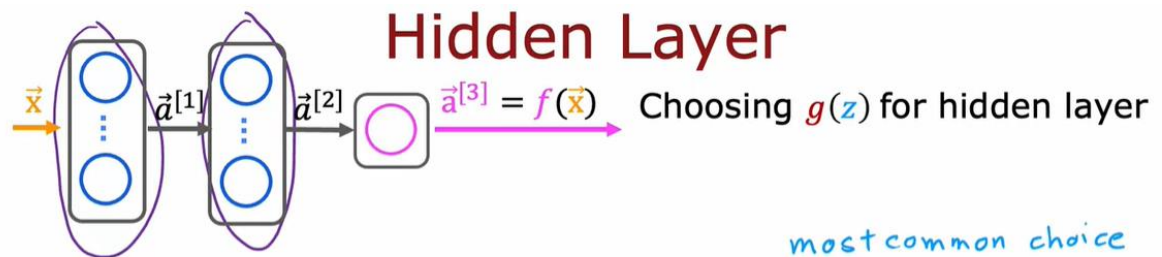 Hidden Layer
x⃗
a⃗^[1]
a⃗^[2]
a⃗^[3] = f(x⃗)
Choosing g(z) for hidden layer
most common choice